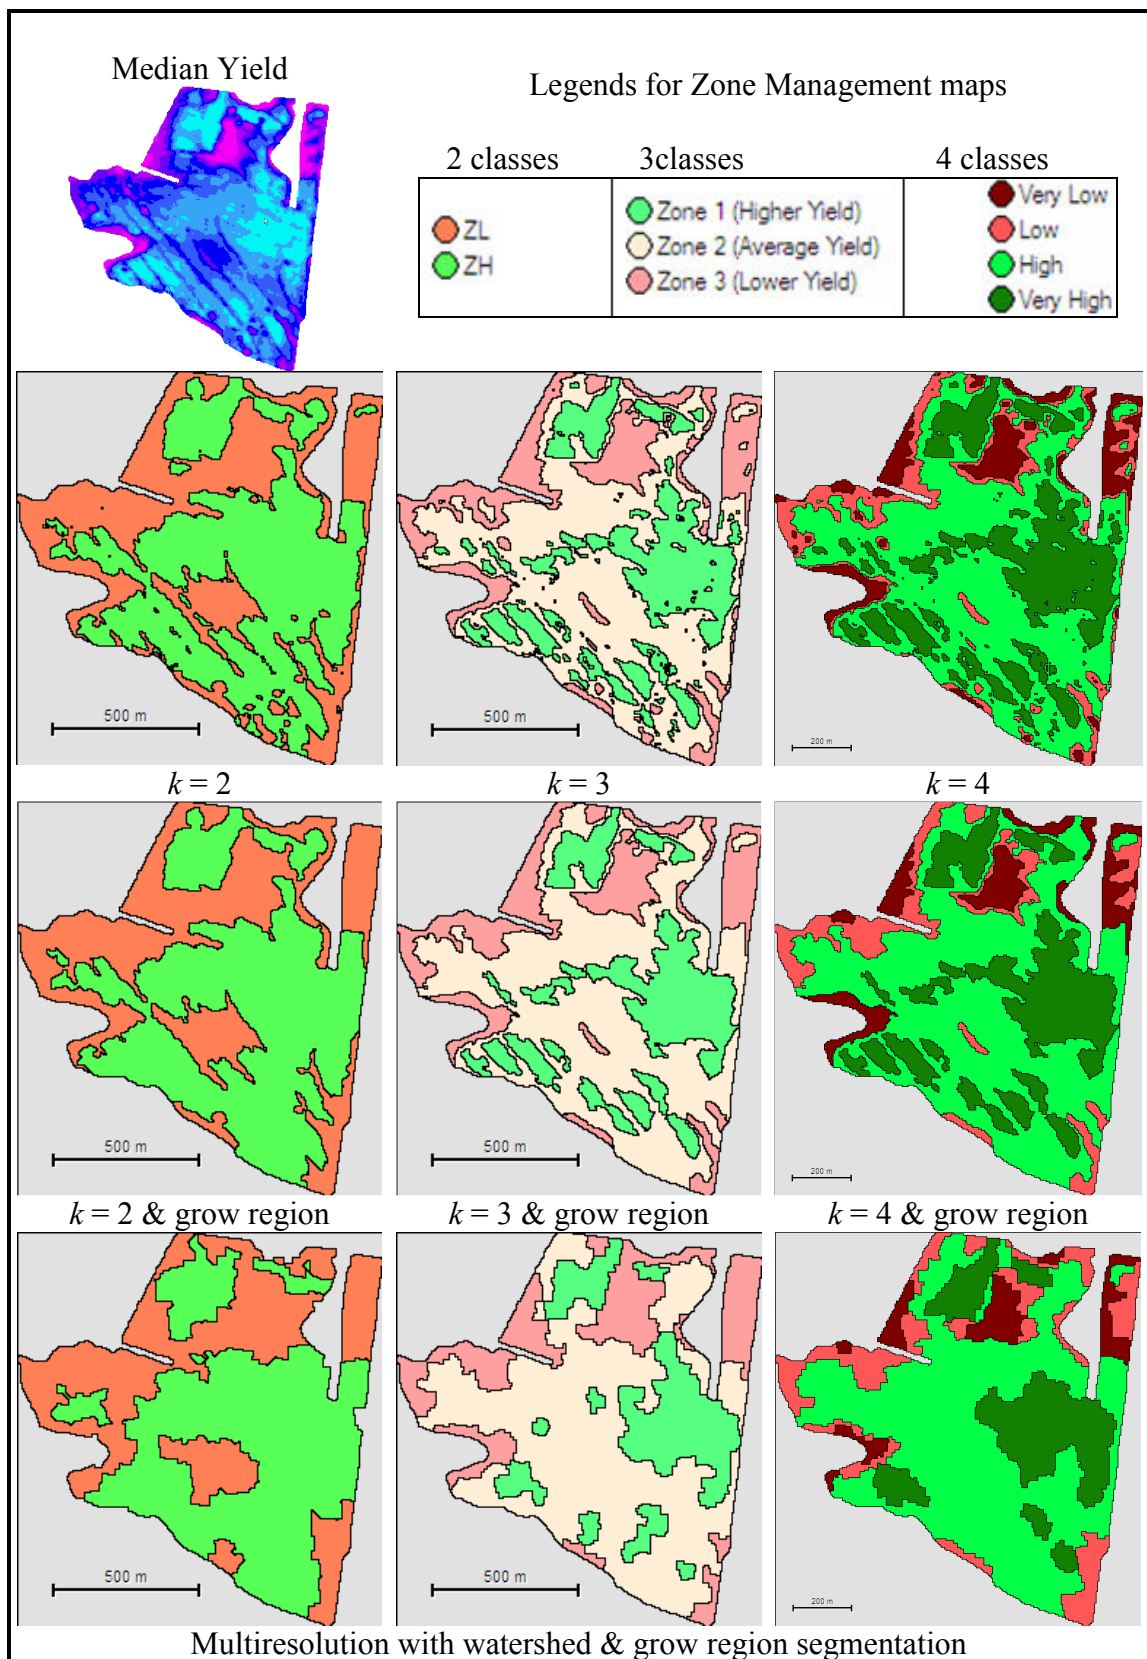 Median Yield
Legends for Zone Management maps
2 classes 3classes 4 classes
ZL
ZH
Zone 1 (Higher Yield)
Zone 2 (Average Yield)
Zone 3 (Lower Yield)
Very Low
Low
High
Very High
500 m 500 m 200 m
k = 2 k = 3 k = 4
500 m 500 m 200 m
k = 2 & grow region k = 3 & grow region k = 4 & grow region
500 m 500 m 200 m
Multiresolution with watershed & grow region segmentation